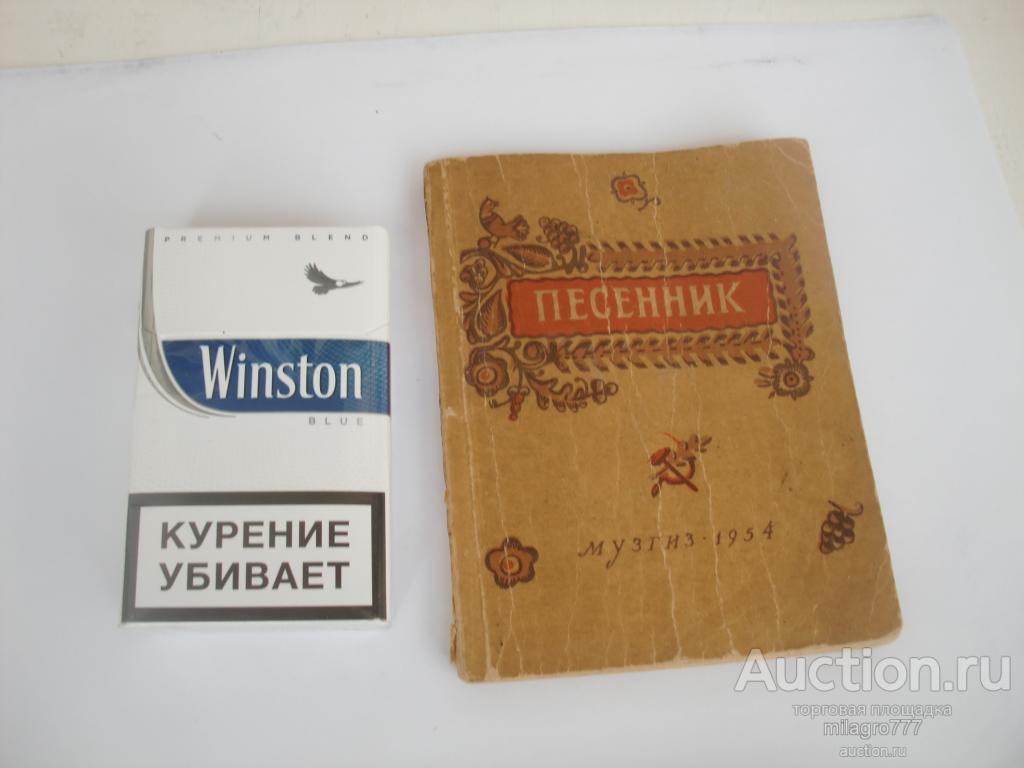 PREMIUM BLEND
Winston
BLUE
КУРЕНИЕ
УБИВАЕТ
ПЕСЕННИК
МУЗГИЗ · 1954
Auction.ru
торговая площадка
milagro777
auction.ru